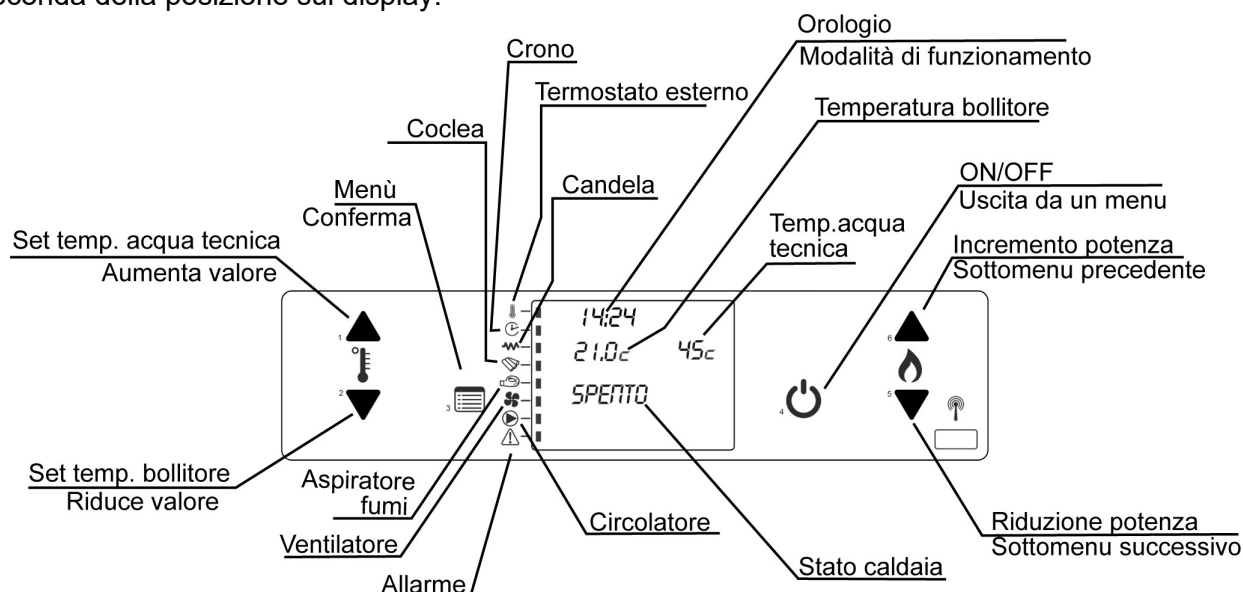 seconda della posizione sul display.
Orologio
Modalità di funzionamento
Crono
Termostato esterno
Temperatura bollitore
Coclea
Candela
ON/OFF
Uscita da un menu
Menù
Conferma
Temp.acqua
tecnica
Set temp. acqua tecnica
Aumenta valore
Incremento potenza
Sottomenu precedente
14:24
21.0c
45c
SPENTO
1
2
3
4
6
5
Set temp. bollitore
Riduce valore
Aspiratore
fumi
Ventilatore
Allarme
Circolatore
Stato caldaia
Riduzione potenza
Sottomenu successivo